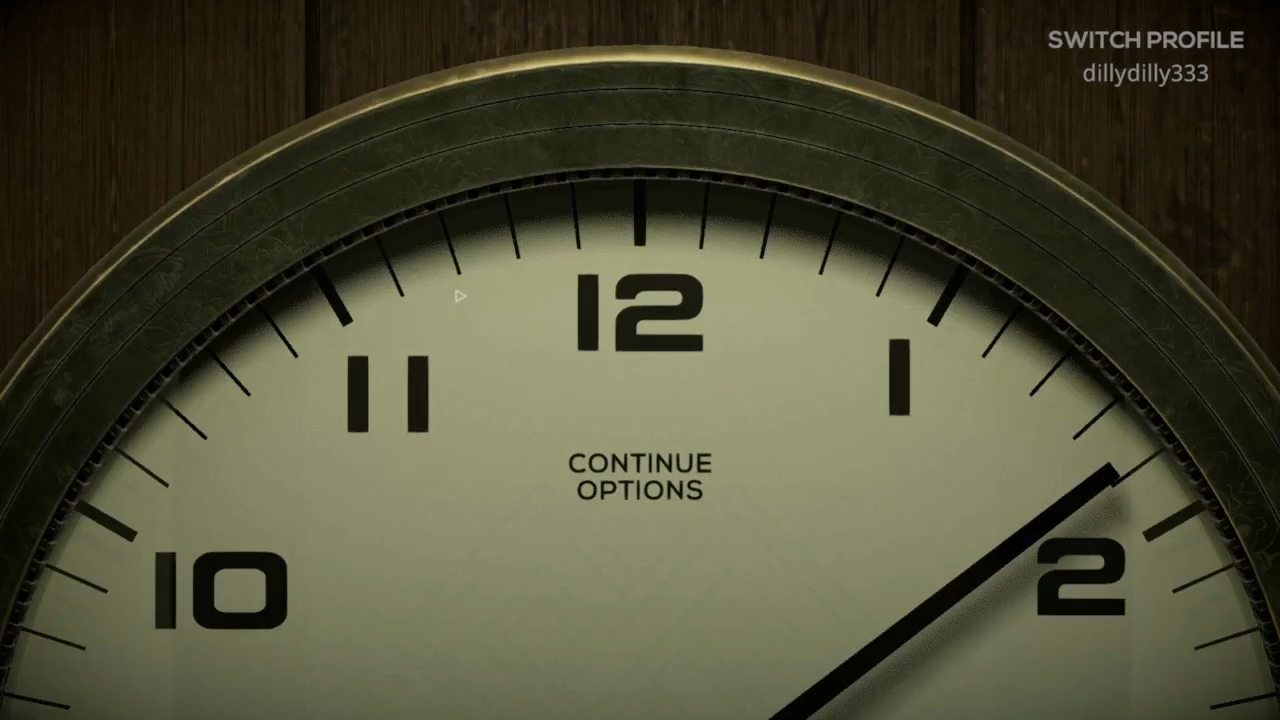 SWITCH PROFILE
dillydilly333
12
11
1
CONTINUE
OPTIONS
10
2